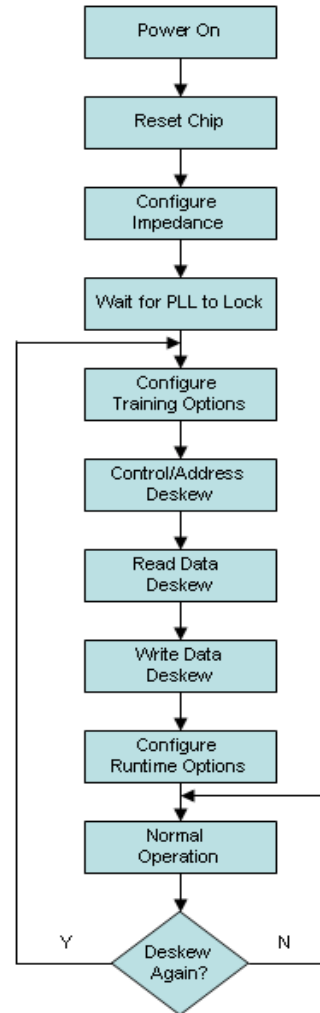 Power On
Reset Chip
Configure
Impedance
Wait for PLL to Lock
Configure
Training Options
Control/Address
Deskew
Read Data
Deskew
Write Data
Deskew
Configure
Runtime Options
Normal
Operation
Y
Deskew
Again?
N